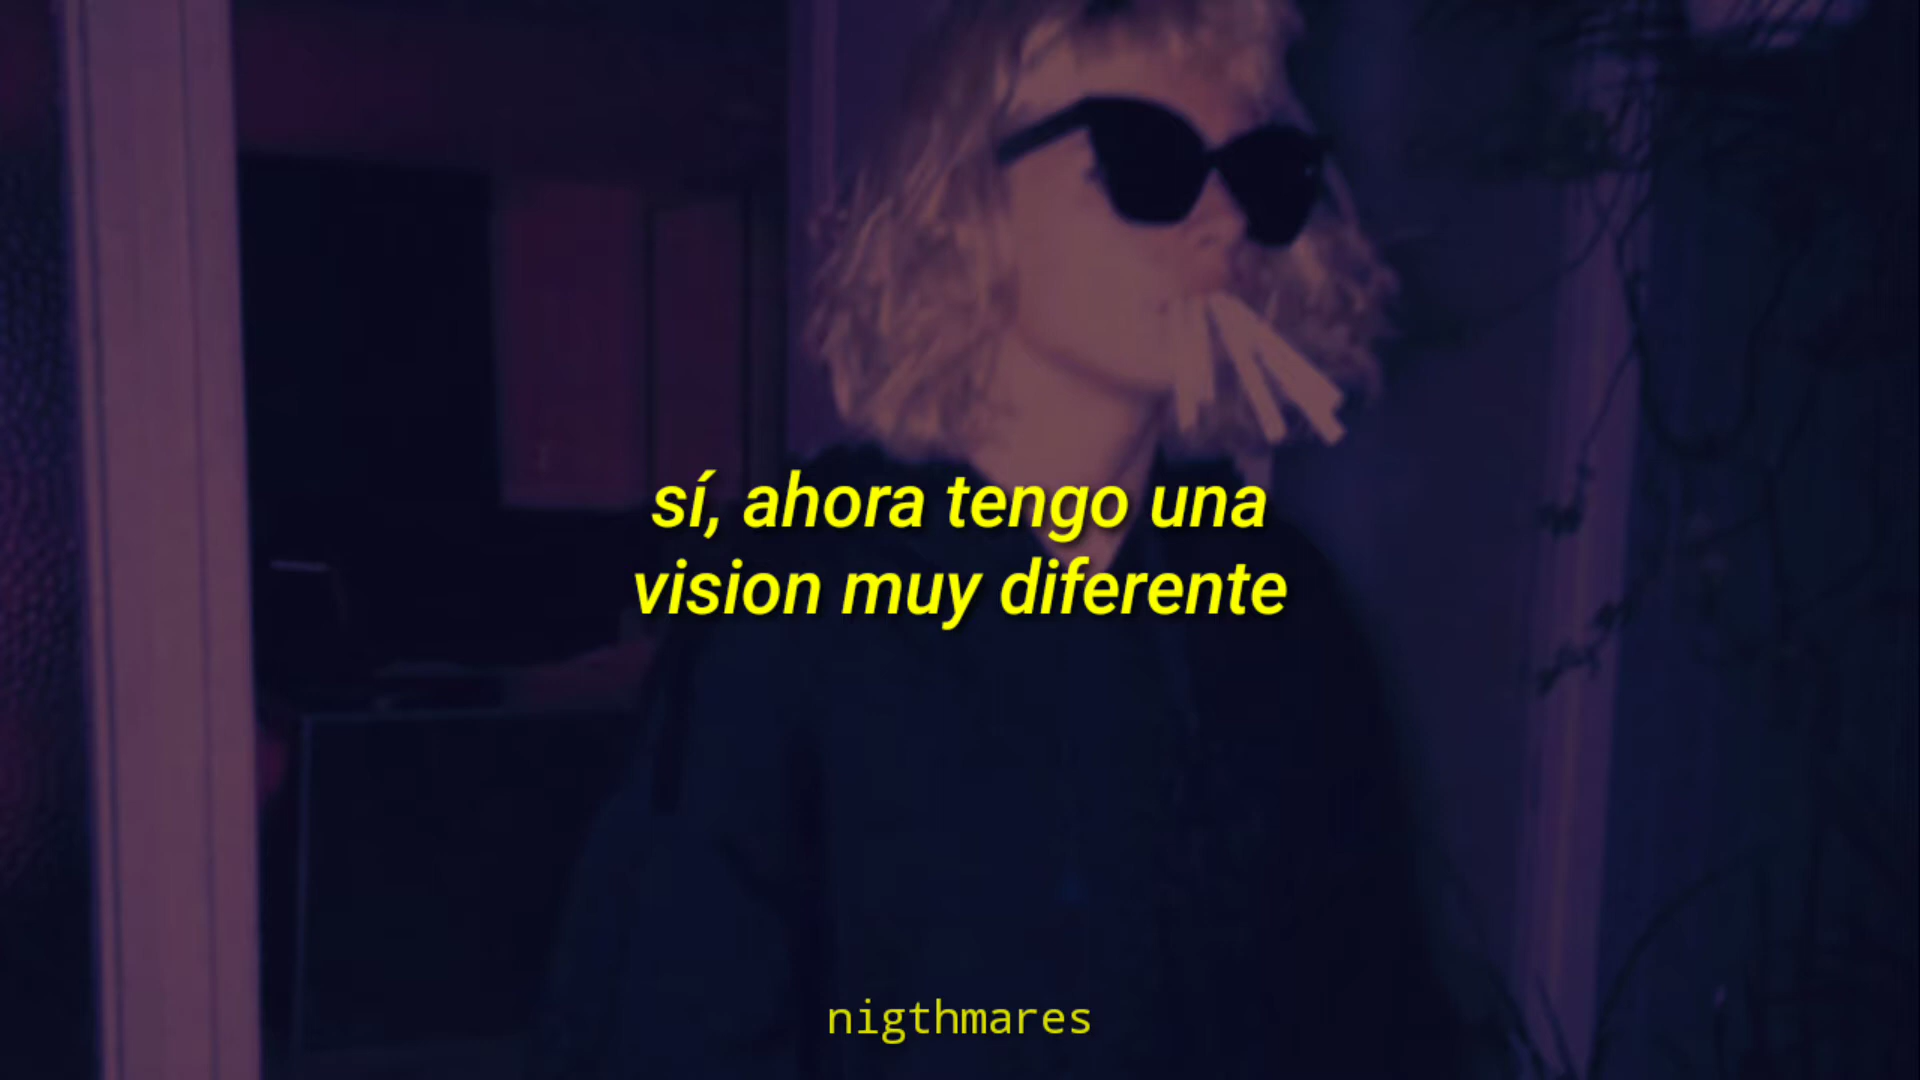 sí, ahora tengo una
vision muy diferente
nigthmares